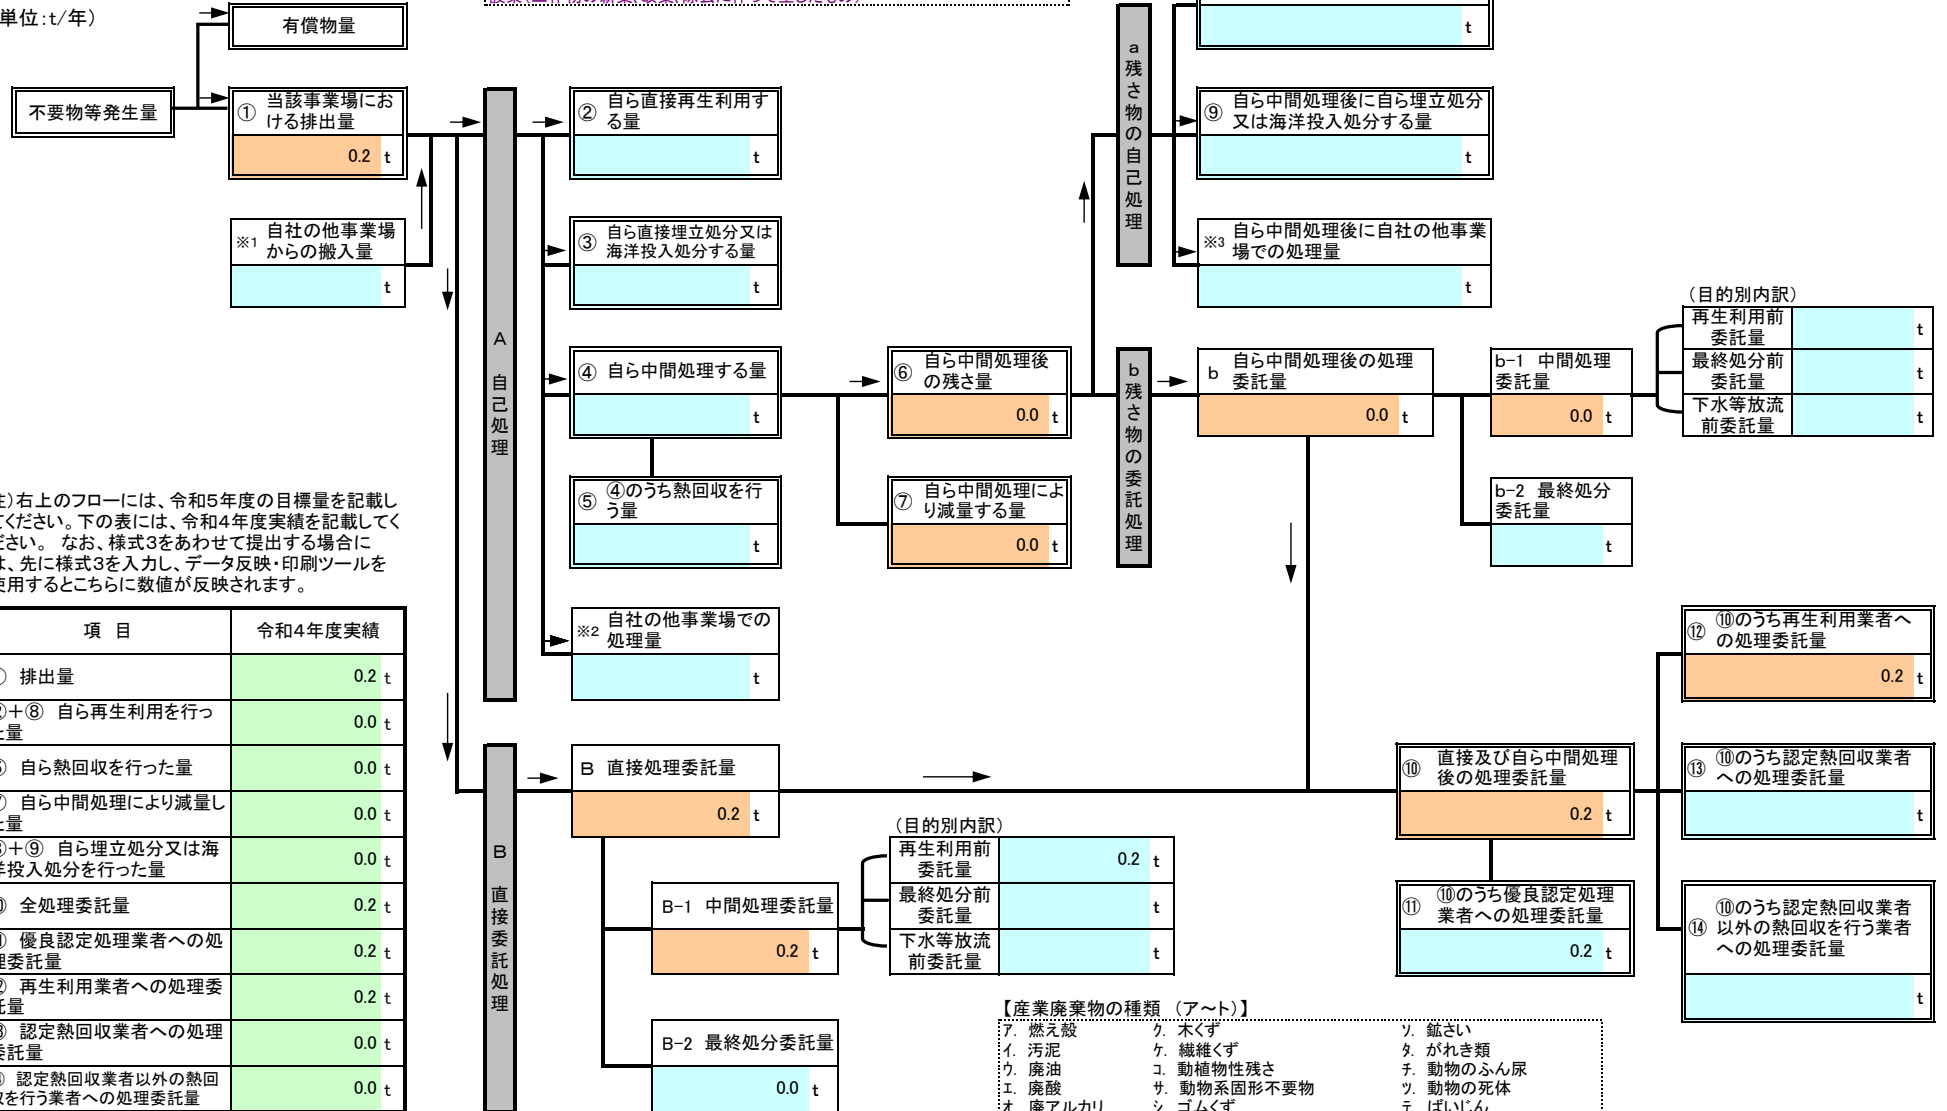 単位:t/年)
有償物量
t
不要物等発生量
① 当該事業場にお
ける排出量
0.2 t
※1 自社の他事業場
からの搬入量
t
A 自己処理
② 自ら直接再生利用す
る量
t
③ 自ら直接埋立処分又は
海洋投入処分する量
t
④ 自ら中間処理する量
t
⑤ ④のうち熱回収を行
う量
t
※2 自社の他事業場での
処理量
t
⑥ 自ら中間処理後
の残さ量
0.0 t
⑦ 自ら中間処理によ
り減量する量
0.0 t
a 残さ物の自己処理
⑨ 自ら中間処理後に自ら埋立処分
又は海洋投入処分する量
t
※3 自ら中間処理後に自社の他事業
場での処理量
t
b 残さ物の委託処理
b 自ら中間処理後の処理
委託量
0.0 t
b-1 中間処理
委託量
0.0 t
(目的別内訳)
再生利用前
委託量 t
最終処分前
委託量 t
下水等放流
前委託量 t
b-2 最終処分
委託量
t
右上のフローには、令和5年度の目標量を記載し
てください。下の表には、令和4年度実績を記載してく
ださい。 なお、様式3をあわせて提出する場合に
は、先に様式3を入力し、データ反映・印刷ツールを
使用するとこちらに数値が反映されます。
項 目 令和4年度実績
排出量 0.2 t
+⑧ 自ら再生利用を行っ
た量 0.0 t
自ら熱回収を行った量 0.0 t
自ら中間処理により減量し
た量 0.0 t
+⑨ 自ら埋立処分又は海
洋投入処分を行った量 0.0 t
全処理委託量 0.2 t
優良認定処理業者への処
理委託量 0.2 t
再生利用業者への処理委
託量 0.2 t
認定熱回収業者への処理
委託量 0.0 t
認定熱回収業者以外の熱回
収を行う業者への処理委託量 0.0 t
B 直接委託処理
B 直接処理委託量
0.2 t
B-1 中間処理委託量
0.2 t
(目的別内訳)
再生利用前
委託量 0.2 t
最終処分前
委託量 t
下水等放流
前委託量 t
B-2 最終処分委託量
0.0 t
⑩ 直接及び自ら中間処理
後の処理委託量
0.2 t
⑪ ⑩のうち優良認定処理
業者への処理委託量
0.2 t
⑫ ⑩のうち再生利用業者へ
の処理委託量
0.2 t
⑬ ⑩のうち認定熱回収業者
への処理委託量
t
⑭ ⑩のうち認定熱回収業者
以外の熱回収を行う業者
への処理委託量
t
【産業廃棄物の種類 (ア~ト)】
ア. 燃え殻 ク. 木くず ソ. 鉱さい
イ. 汚泥 ケ. 繊維くず タ. がれき類
ウ. 廃油 コ. 動植物性残さ チ. 動物のふん尿
エ. 廃酸 サ. 動物系固形不要物 ツ. 動物の死体
オ. 廃アルカリ シ. ゴムくず テ. ばいじん